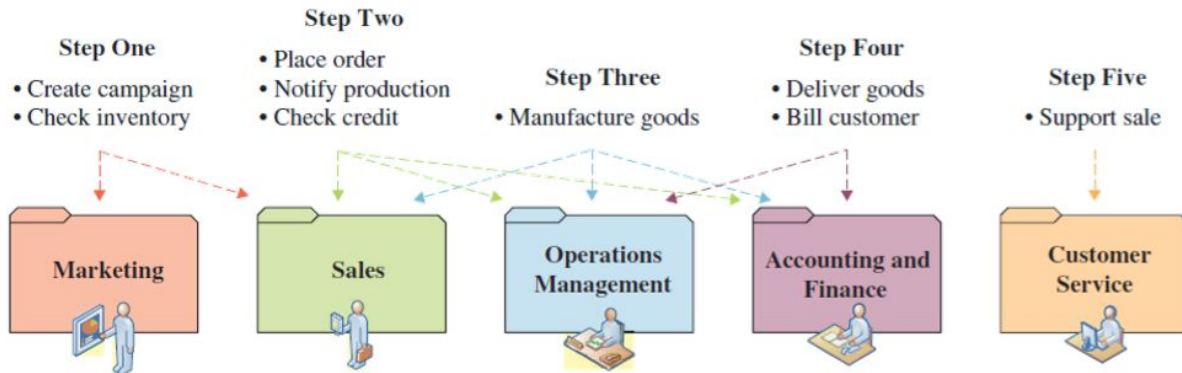 Step One
• Create campaign
• Check inventory
Step Two
• Place order
• Notify production
• Check credit
Step Three
• Manufacture goods
Step Four
• Deliver goods
• Bill customer
Step Five
• Support sale
Marketing
Sales
Operations
Management
Accounting and
Finance
Customer
Service